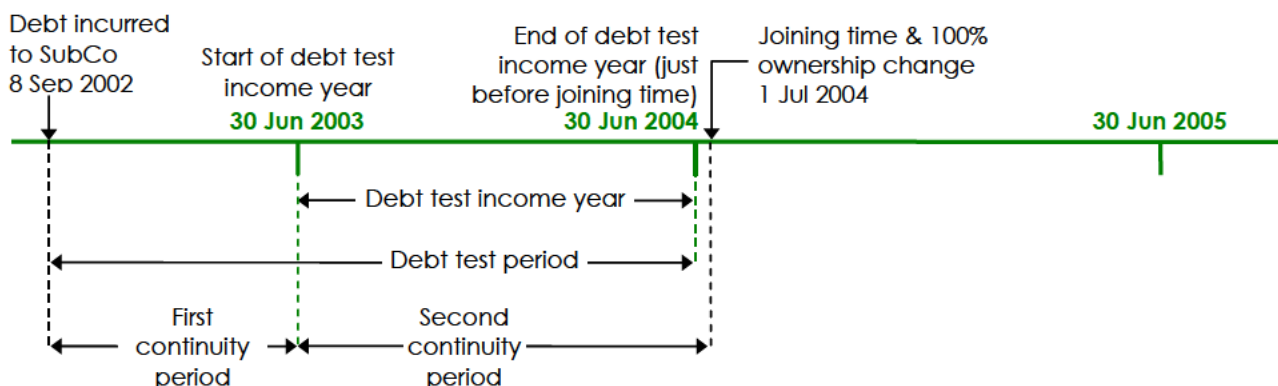 Debt incurred
to SubCo
8 Sep 2002
Start of debt test
income year
End of debt test
income year (just
before joining time)
Joining time & 100%
ownership change
1 Jul 2004
30 Jun 2003
30 Jun 2004
30 Jun 2005
Debt test income year
Debt test period
First
continuity
period
Second
continuity
period